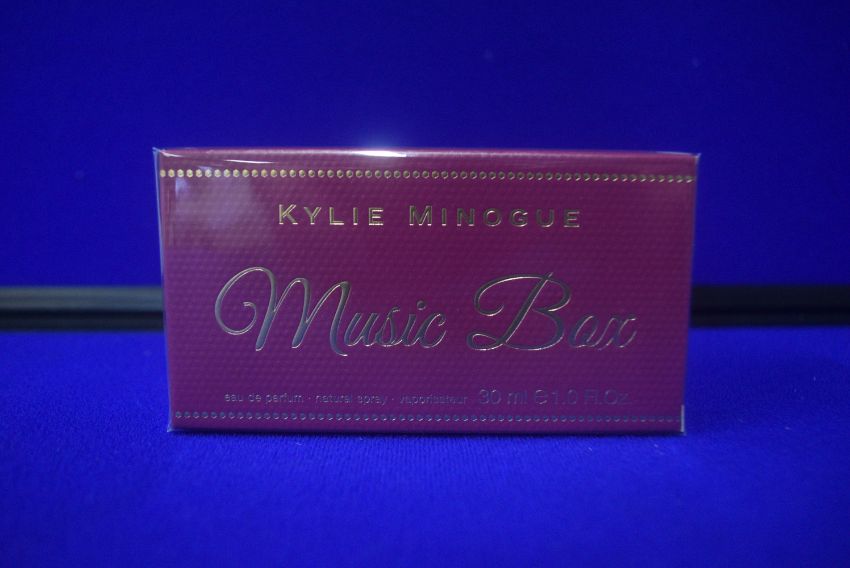 KYLIE MINOGUE
Music Box
eau de parfum · natural spray · vaporisateur 30 ml ℮ 1.0 Fl.Oz.